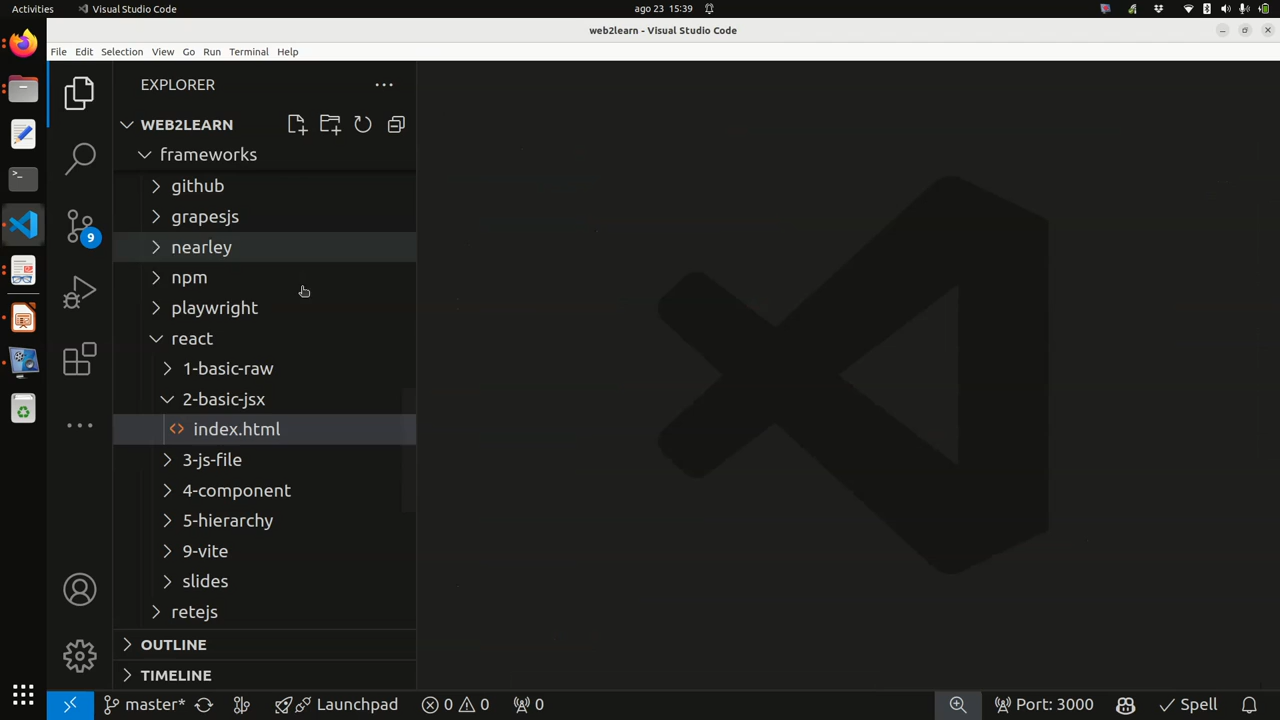 Activities Visual Studio Code ago 23 15:39
web2learn - Visual Studio Code
File Edit Selection View Go Run Terminal Help
EXPLORER
WEB2LEARN
frameworks
github
grapesjs
nearley
npm
playwright
react
1-basic-raw
2-basic-jsx
index.html
3-js-file
4-component
5-hierarchy
9-vite
slides
retejs
OUTLINE
TIMELINE
9
master* Launchpad 0 0 0 Port: 3000 Spell